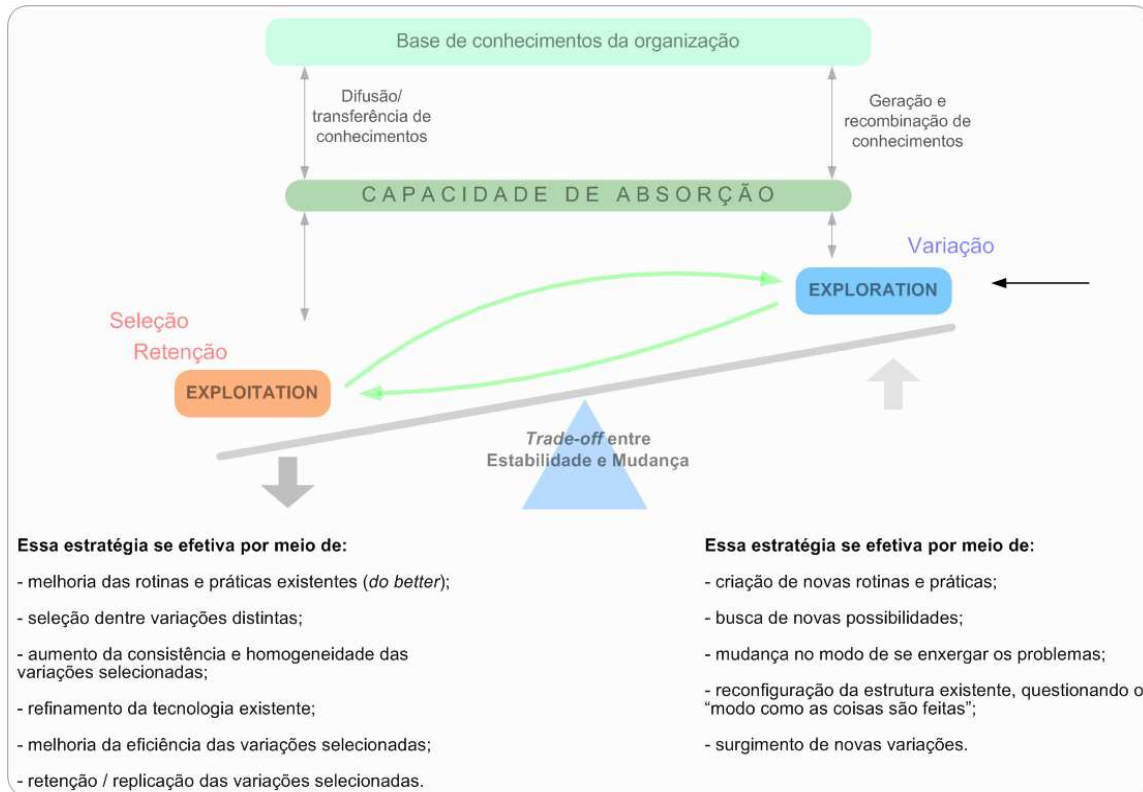 Base de conhecimentos da organização
Difusão/
transferência de
conhecimentos
Geração e
recombinação de
conhecimentos
CAPACIDADE DE ABSORÇÃO
Variação
EXPLORATION
Seleção
Retenção
EXPLOITATION
Trade-off entre
Estabilidade e Mudança
Essa estratégia se efetiva por meio de:
- melhoria das rotinas e práticas existentes (do better);
- seleção dentre variações distintas;
- aumento da consistência e homogeneidade das
variações selecionadas;
- refinamento da tecnologia existente;
- melhoria da eficiência das variações selecionadas;
- retenção / replicação das variações selecionadas.
Essa estratégia se efetiva por meio de:
- criação de novas rotinas e práticas;
- busca de novas possibilidades;
- mudança no modo de se enxergar os problemas;
- reconfiguração da estrutura existente, questionando o
“modo como as coisas são feitas”;
- surgimento de novas variações.